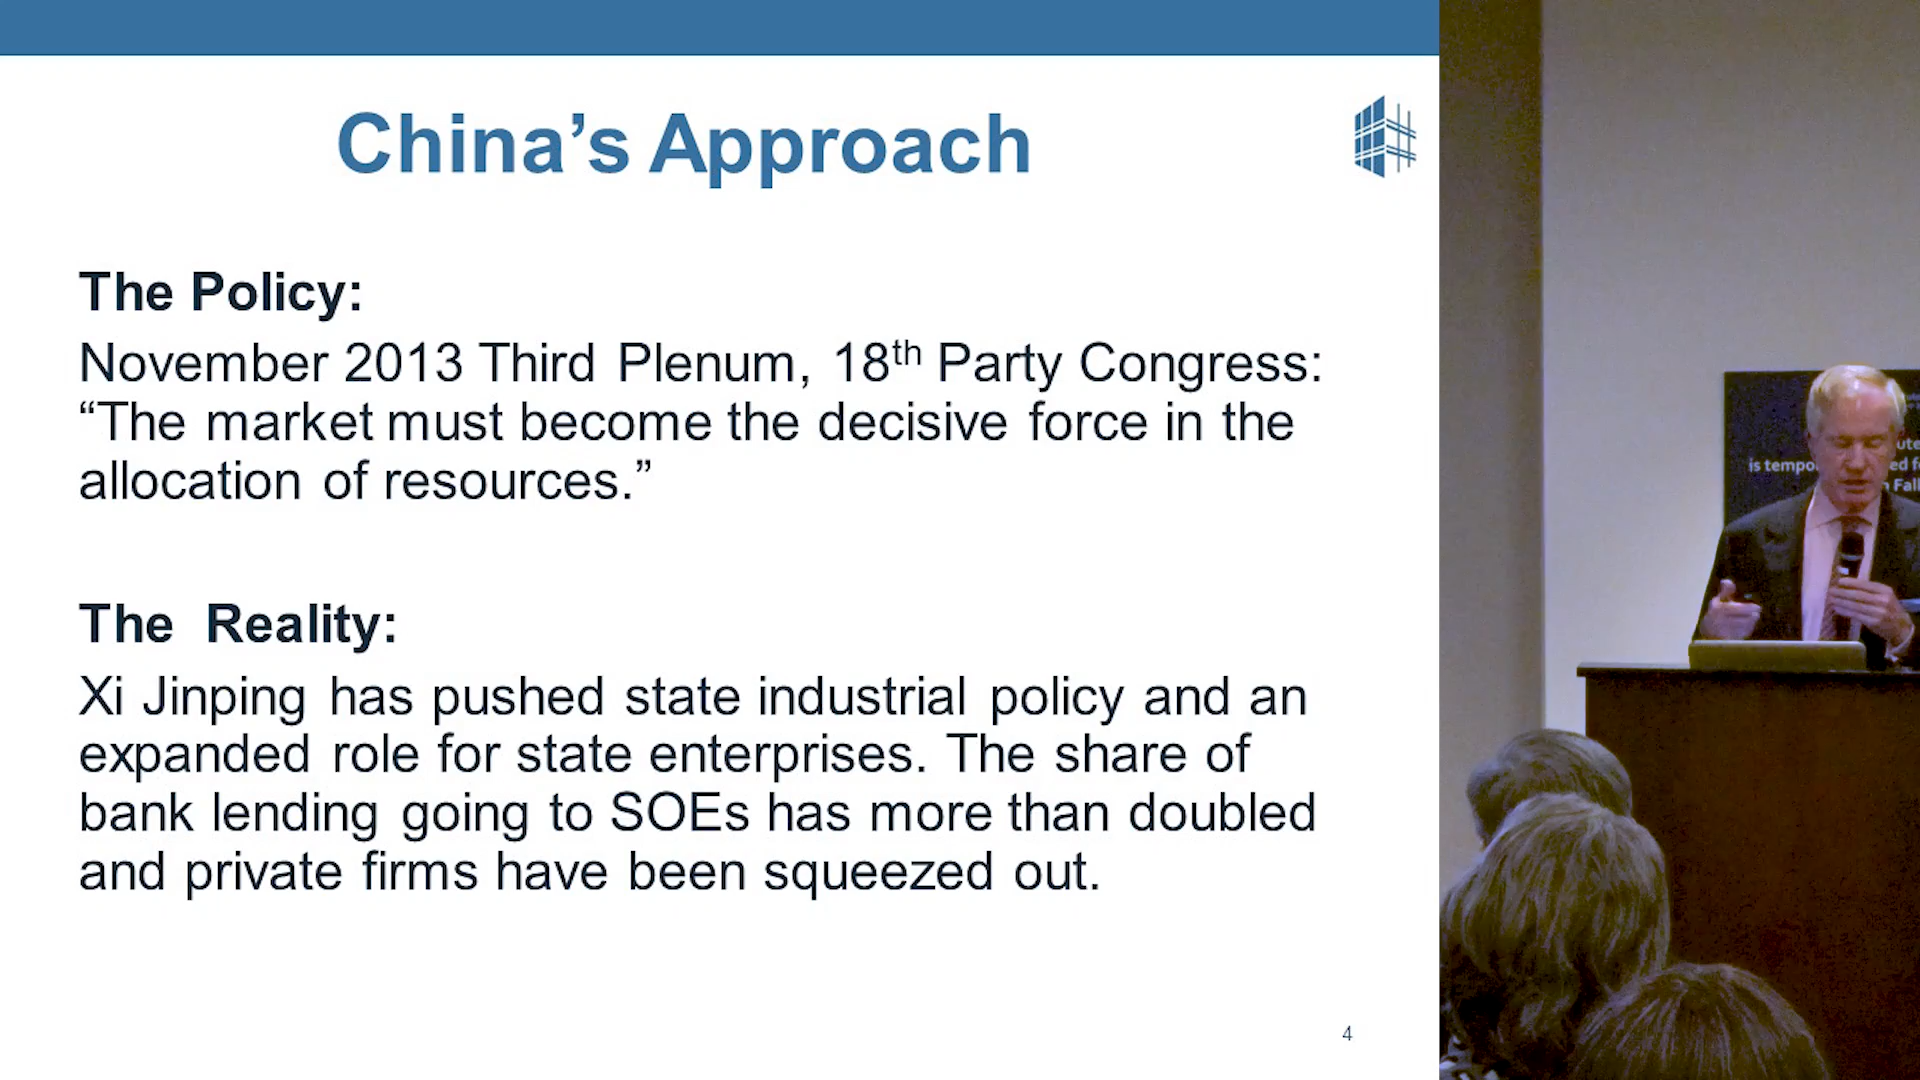 China’s Approach
The Policy:
November 2013 Third Plenum, 18th Party Congress:
“The market must become the decisive force in the
allocation of resources.”
The Reality:
Xi Jinping has pushed state industrial policy and an
expanded role for state enterprises. The share of
bank lending going to SOEs has more than doubled
and private firms have been squeezed out.
4
is
Fall